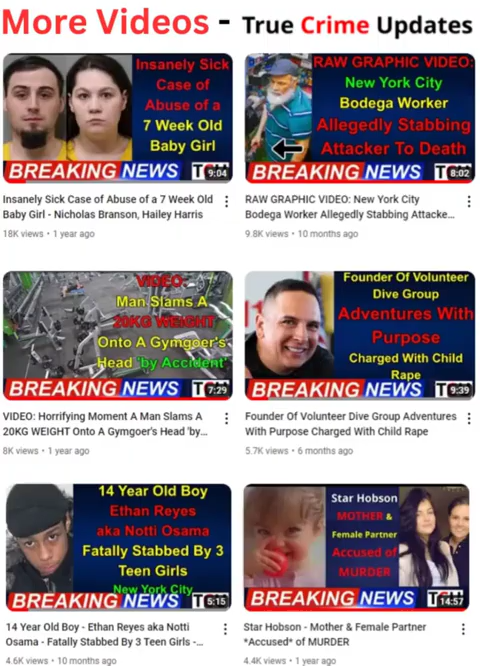 More Videos - True Crime Updates
Insanely Sick
Case of
Abuse of a
7 Week Old
Baby Girl
BREAKING NEWS
9:04
Insanely Sick Case of Abuse of a 7 Week Old
Baby Girl - Nicholas Branson, Hailey Harris
18K views • 1 year ago
RAW GRAPHIC VIDEO:
New York City
Bodega Worker
Allegedly Stabbing
Attacker To Death
BREAKING NEWS
8:02
RAW GRAPHIC VIDEO: New York City
Bodega Worker Allegedly Stabbing Attacke...
9.8K views • 10 months ago
VIDEO:
Man Slams A
20KG WEIGHT
Onto A Gymgoer's
Head 'by Accident'
BREAKING NEWS
7:29
VIDEO: Horrifying Moment A Man Slams A
20KG WEIGHT Onto A Gymgoer's Head 'by...
8K views • 1 year ago
Founder Of Volunteer
Dive Group
Adventures With
Purpose
Charged With Child
Rape
BREAKING NEWS
9:39
Founder Of Volunteer Dive Group Adventures
With Purpose Charged With Child Rape
5.7K views • 6 months ago
14 Year Old Boy
Ethan Reyes
aka Notti Osama
Fatally Stabbed By 3
Teen Girls
New York City
BREAKING NEWS
5:15
14 Year Old Boy - Ethan Reyes aka Notti
Osama - Fatally Stabbed By 3 Teen Girls -...
4.6K views • 10 months ago
Star Hobson
MOTHER &
Female Partner
Accused of
MURDER
BREAKING NEWS
14:57
Star Hobson - Mother & Female Partner
*Accused* of MURDER
4.4K views • 1 year ago